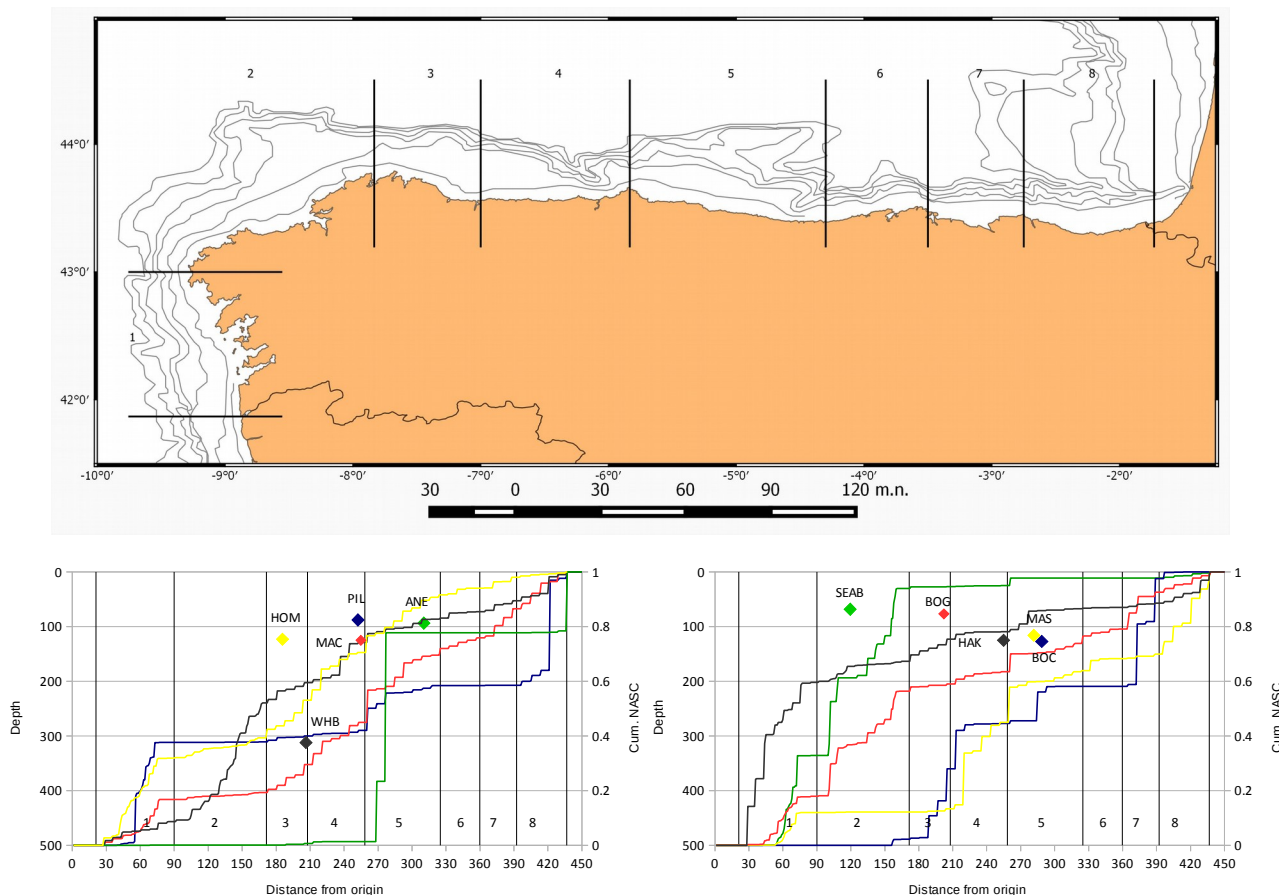 2 3 4 5 6 7 8
44°0′
43°0′
1
42°0′
-10°0′ -9°0′ -8°0′ -7°0′ -6°0′ -5°0′ -4°0′ -3°0′ -2°0′
30 0 30 60 90 120 m.n.
0 1
PIL ANE
HOM
100 0.8
MAC
200 0.6
WHB
300 0.4
400 0.2
1 2 3 4 5 6 7 8
500 0
0 30 60 90 120 150 180 210 240 270 300 330 360 390 420 450
Distance from origin
Depth
Cum. NASC
0 1
SEAB BOG
100 0.8
MAS
HAK
BOC
200 0.6
300 0.4
400 0.2
1 2 3 4 5 6 7 8
500 0
0 30 60 90 120 150 180 210 240 270 300 330 360 390 420 450
Distance from origin
Depth
Cum. NASC